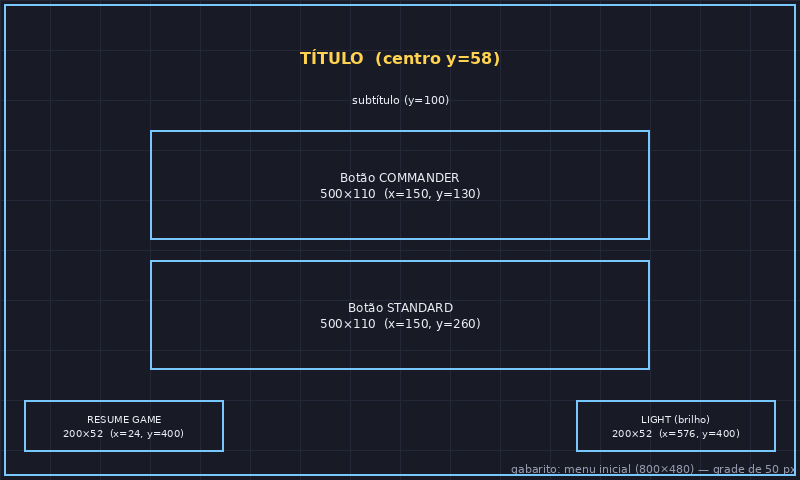 TÍTULO  (centro y=58)
subtítulo (y=100)
Botão COMMANDER
500×110  (x=150, y=130)
Botão STANDARD
500×110  (x=150, y=260)
RESUME GAME
200×52  (x=24, y=400)
LIGHT (brilho)
200×52  (x=576, y=400)
gabarito: menu inicial (800×480) — grade de 50 px